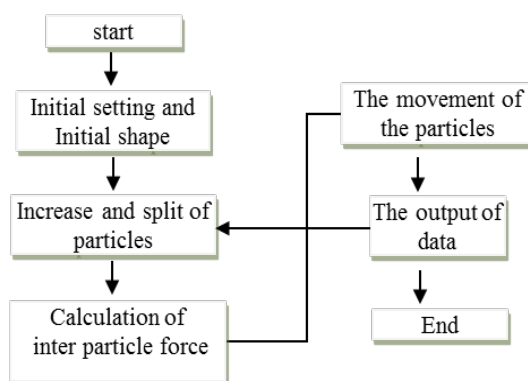 start
Initial setting and
Initial shape
Increase and split of
particles
Calculation of
inter particle force
The movement of
the particles
The output of
data
End